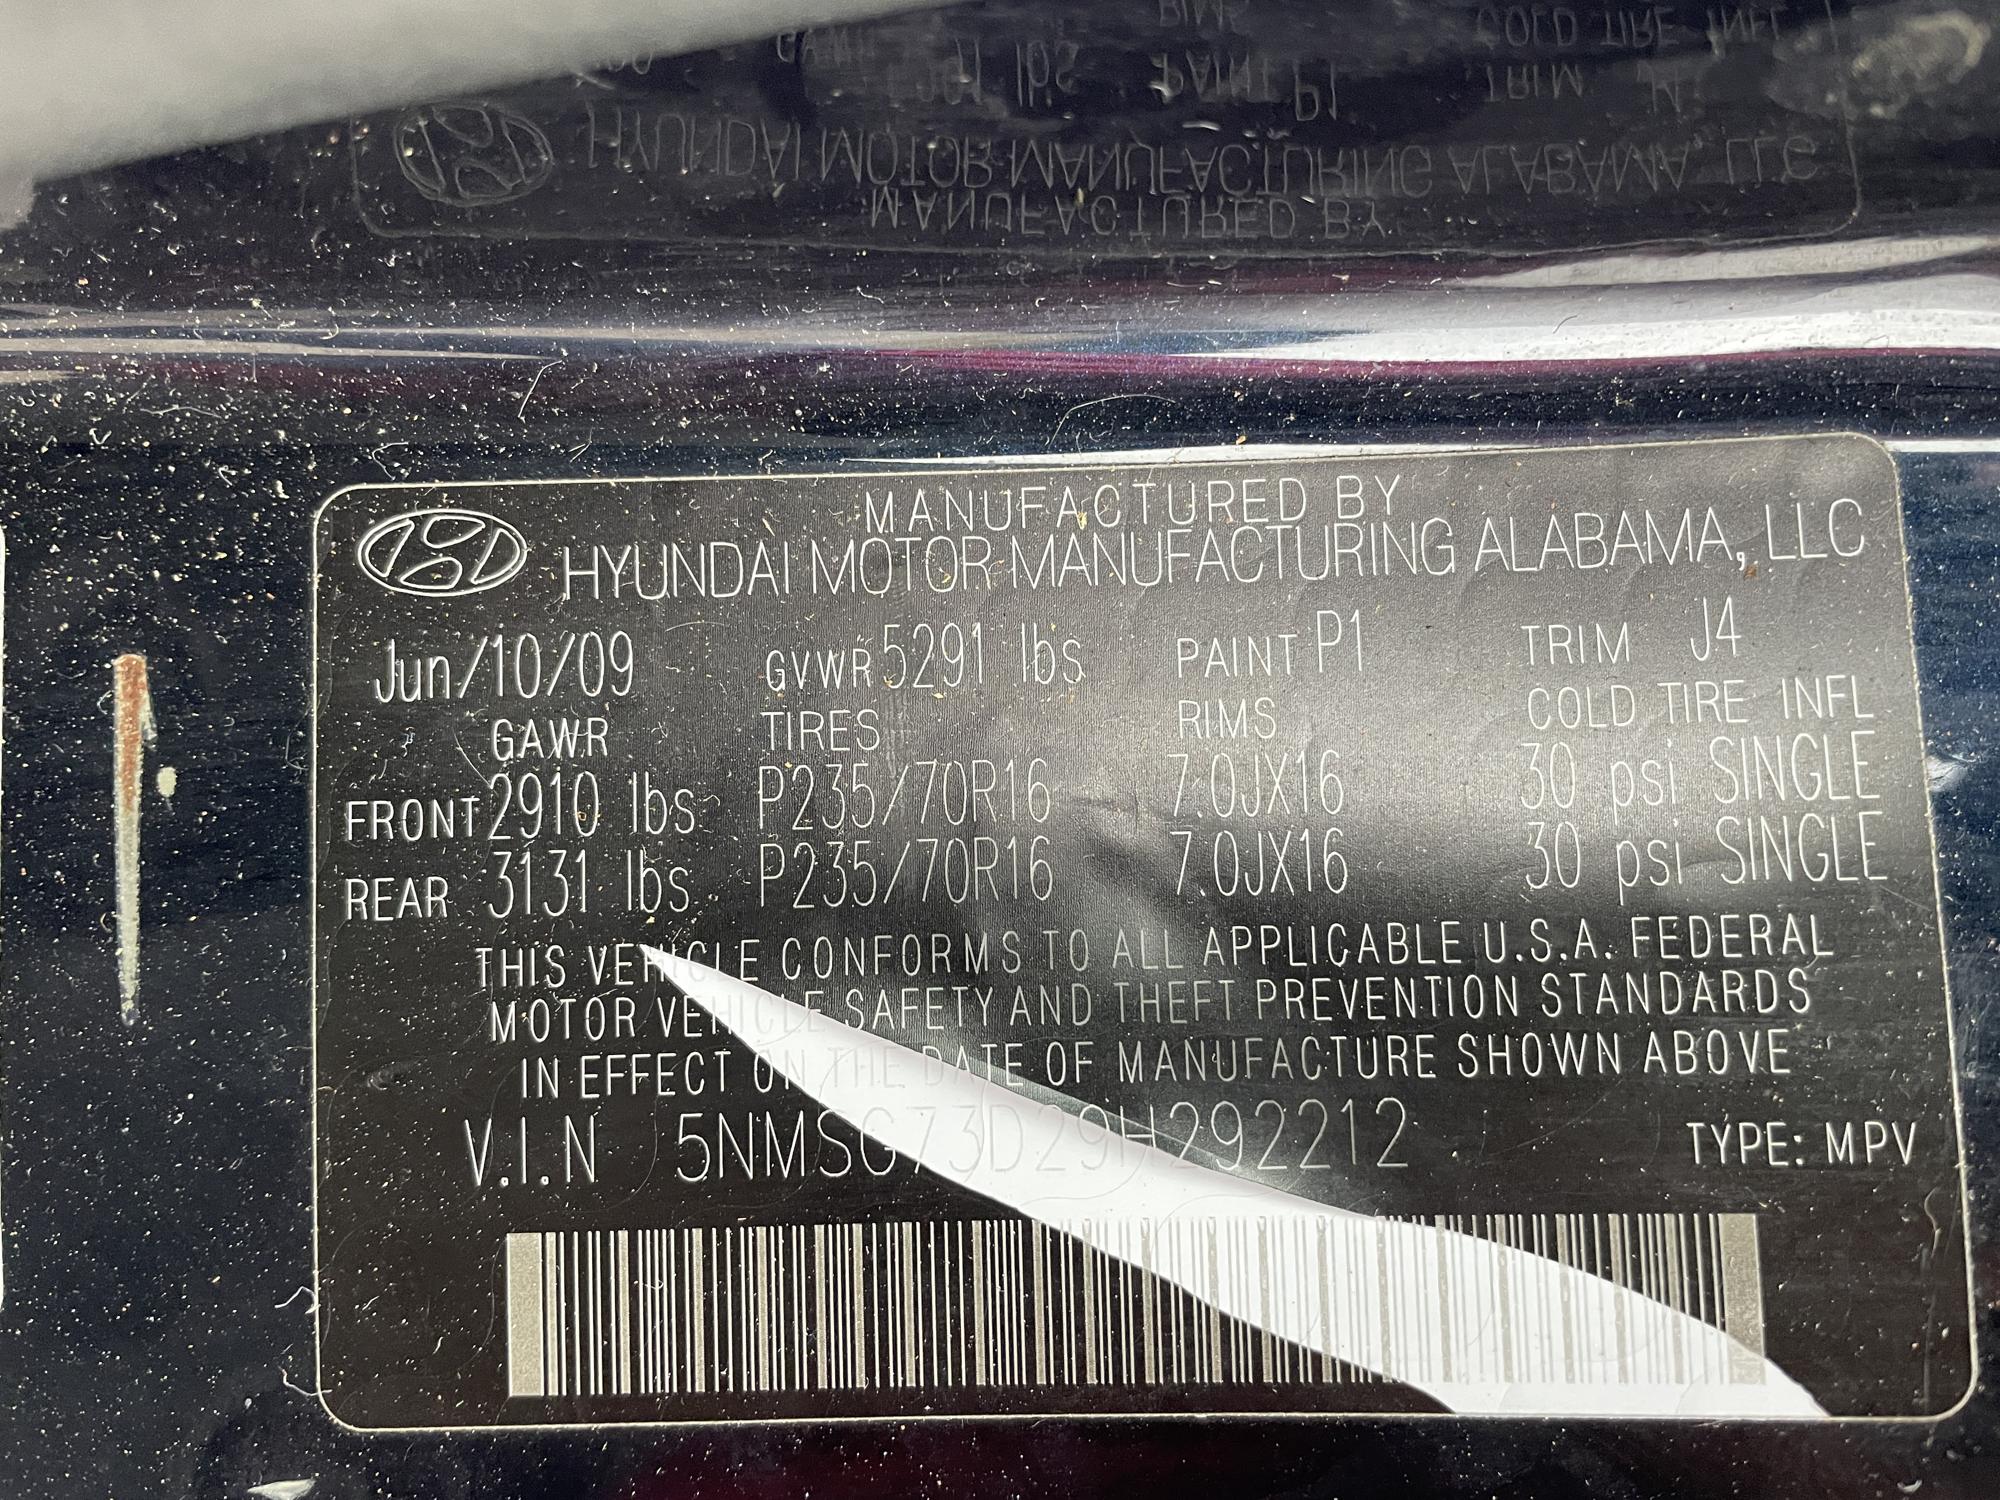 MANUFACTURED BY
HYUNDAI MOTOR MANUFACTURING ALABAMA, LLC
Jun/10/09 GVWR 5291 lbs PAINT P1 TRIM J4
GAWR TIRES RIMS COLD TIRE INFL
FRONT 2910 lbs P235/70R16 7.0JX16 30 psi SINGLE
REAR 3131 lbs P235/70R16 7.0JX16 30 psi SINGLE
THIS VEHICLE CONFORMS TO ALL APPLICABLE U.S.A. FEDERAL
MOTOR VEHICLE SAFETY AND THEFT PREVENTION STANDARDS
IN EFFECT ON THE DATE OF MANUFACTURE SHOWN ABOVE
V.I.N 5NMSG73D29H292212 TYPE: MPV